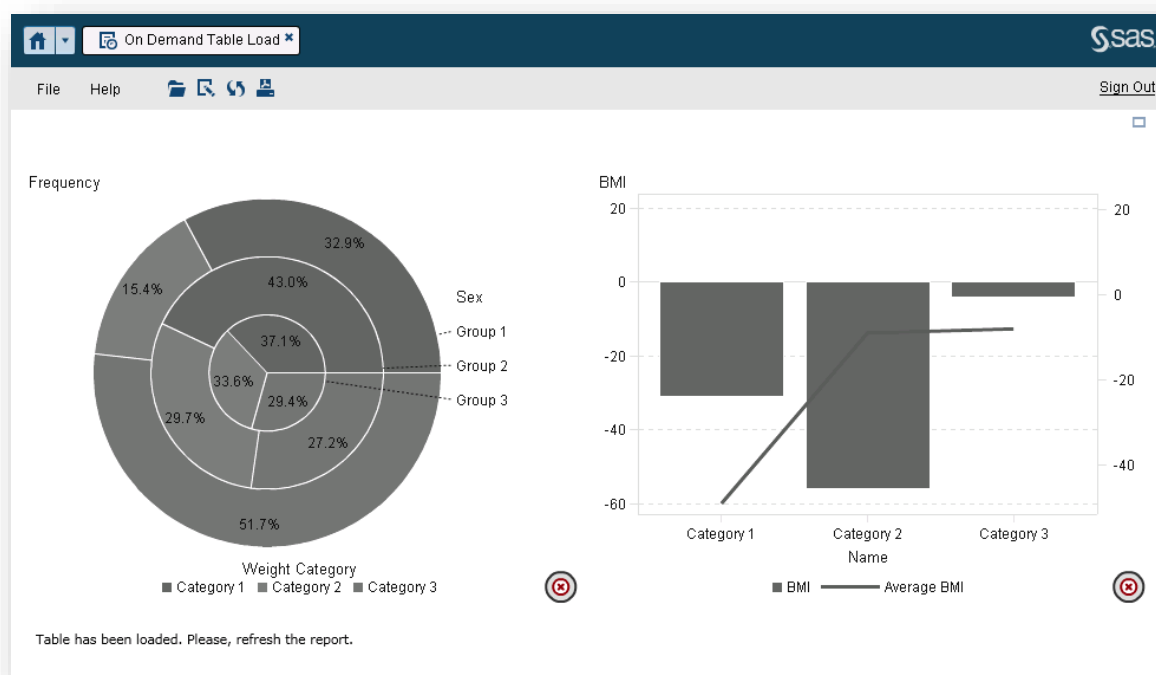 On Demand Table Load
sas
File Help
Sign Out
Frequency
32.9%
15.4%
43.0%
37.1%
33.6%
29.4%
29.7%
27.2%
51.7%
Sex
Group 1
Group 2
Group 3
Weight Category
Category 1 Category 2 Category 3
BMI
20
0
-20
-40
-60
20
0
-20
-40
Category 1 Category 2 Category 3
Name
BMI Average BMI
Table has been loaded. Please, refresh the report.